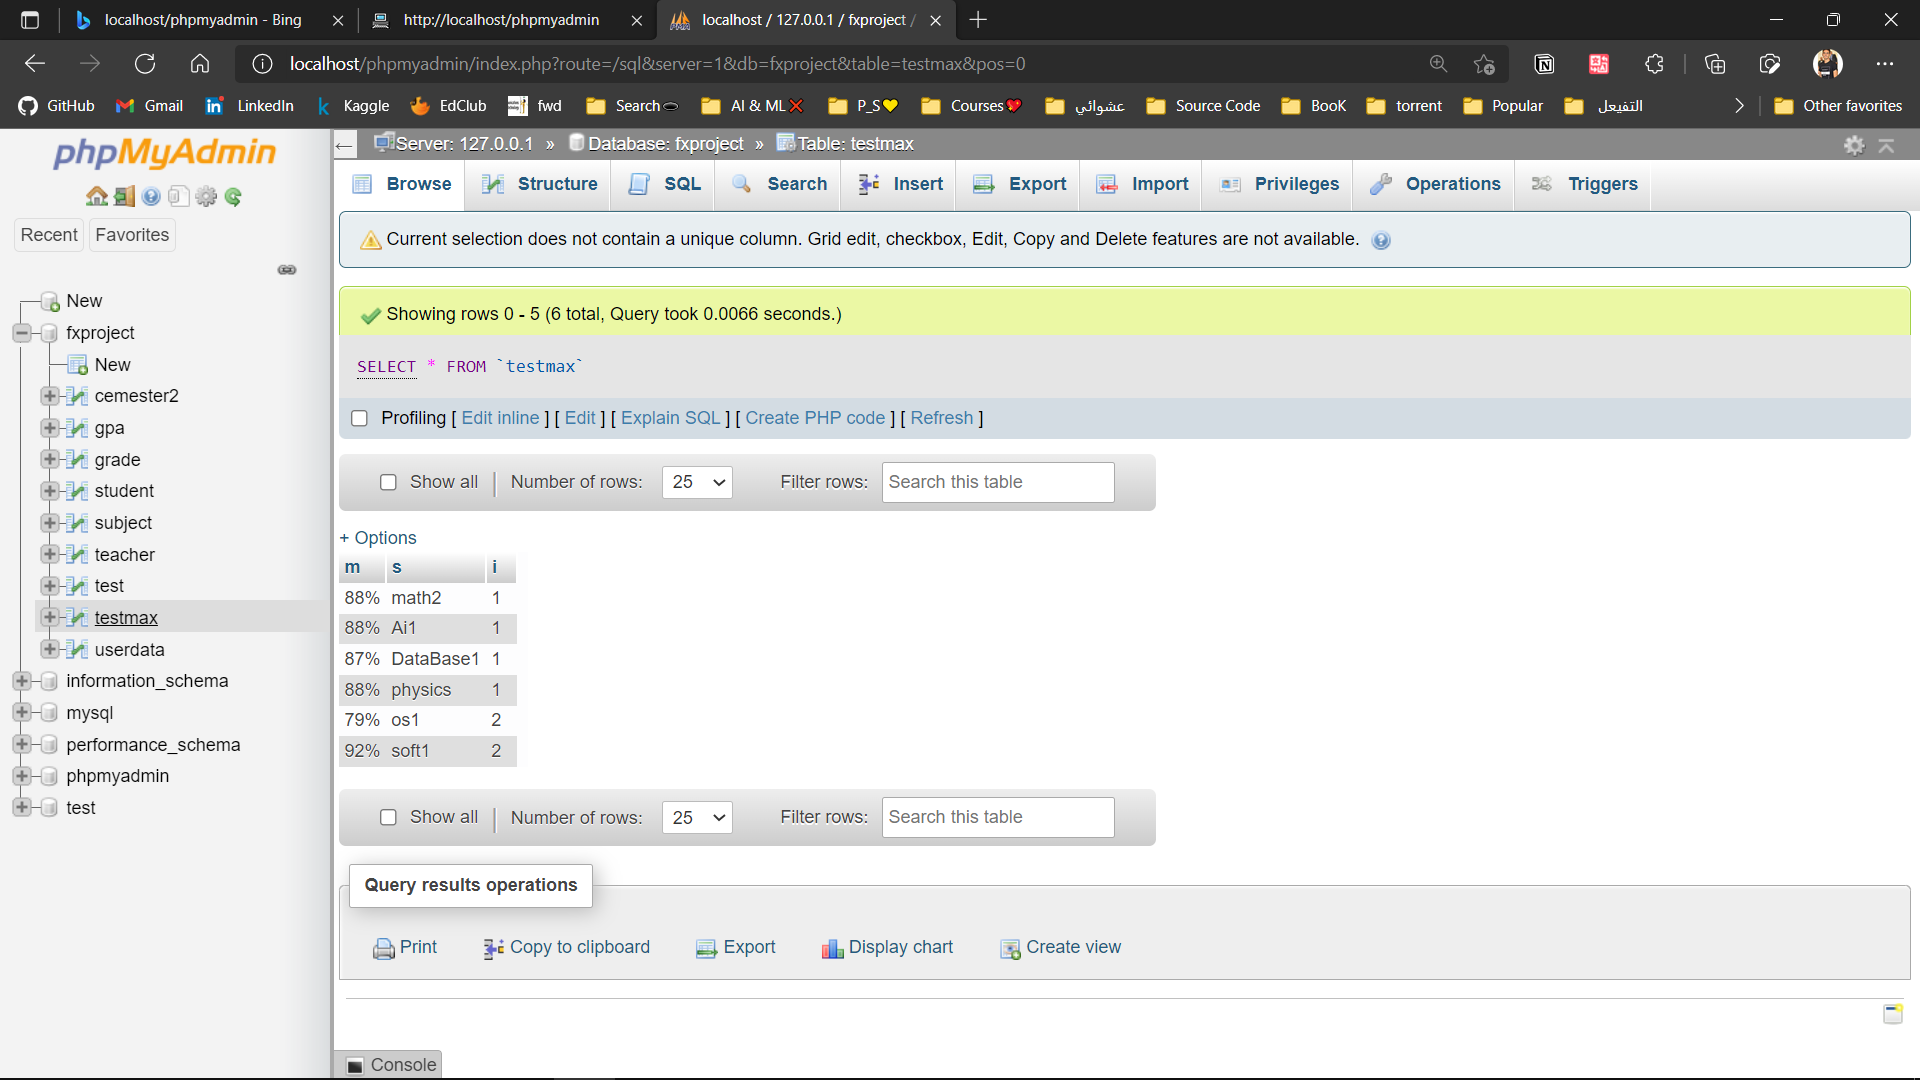 localhost/phpmyadmin - Bing
http://localhost/phpmyadmin
localhost / 127.0.0.1 / fxproject /
localhost/phpmyadmin/index.php?route=/sql&server=1&db=fxproject&table=testmax&pos=0
GitHub Gmail LinkedIn Kaggle EdClub fwd Search AI & ML❌ P_S💛 Courses عشوائي Source Code BooK torrent Popular التفيعل Other favorites
phpMyAdmin
Recent Favorites
New
fxproject
New
cemester2
gpa
grade
student
subject
teacher
test
testmax
userdata
information_schema
mysql
performance_schema
phpmyadmin
test
Server: 127.0.0.1 » Database: fxproject » Table: testmax
Browse Structure SQL Search Insert Export Import Privileges Operations Triggers
Current selection does not contain a unique column. Grid edit, checkbox, Edit, Copy and Delete features are not available.
Showing rows 0 - 5 (6 total, Query took 0.0066 seconds.)
SELECT * FROM `testmax`
Profiling [ Edit inline ] [ Edit ] [ Explain SQL ] [ Create PHP code ] [ Refresh ]
Show all | Number of rows: 25 Filter rows: Search this table
+ Options
m s i
88% math2 1
88% Ai1 1
87% DataBase1 1
88% physics 1
79% os1 2
92% soft1 2
Show all | Number of rows: 25 Filter rows: Search this table
Query results operations
Print Copy to clipboard Export Display chart Create view
Console